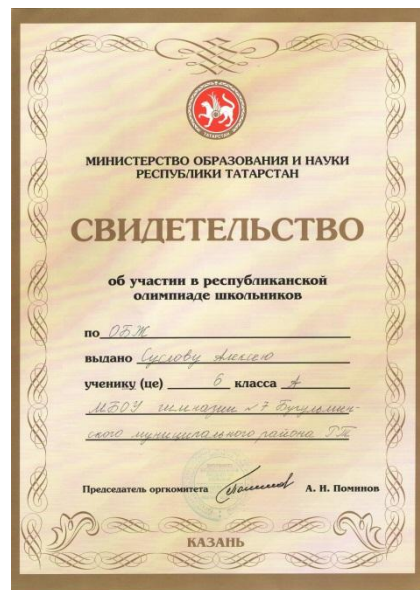 ТАТАРСТАН
МИНИСТЕРСТВО ОБРАЗОВАНИЯ И НАУКИ
РЕСПУБЛИКИ ТАТАРСТАН
СВИДЕТЕЛЬСТВО
об участии в республиканской
олимпиаде школьников
по ОБЖ
выдано Суслову Алексею
ученику (це) 6 класса А
МБОУ гимназии №7 Бугульмин-
ского муниципального района РТ
Председатель оргкомитета А. И. Поминов
КАЗАНЬ